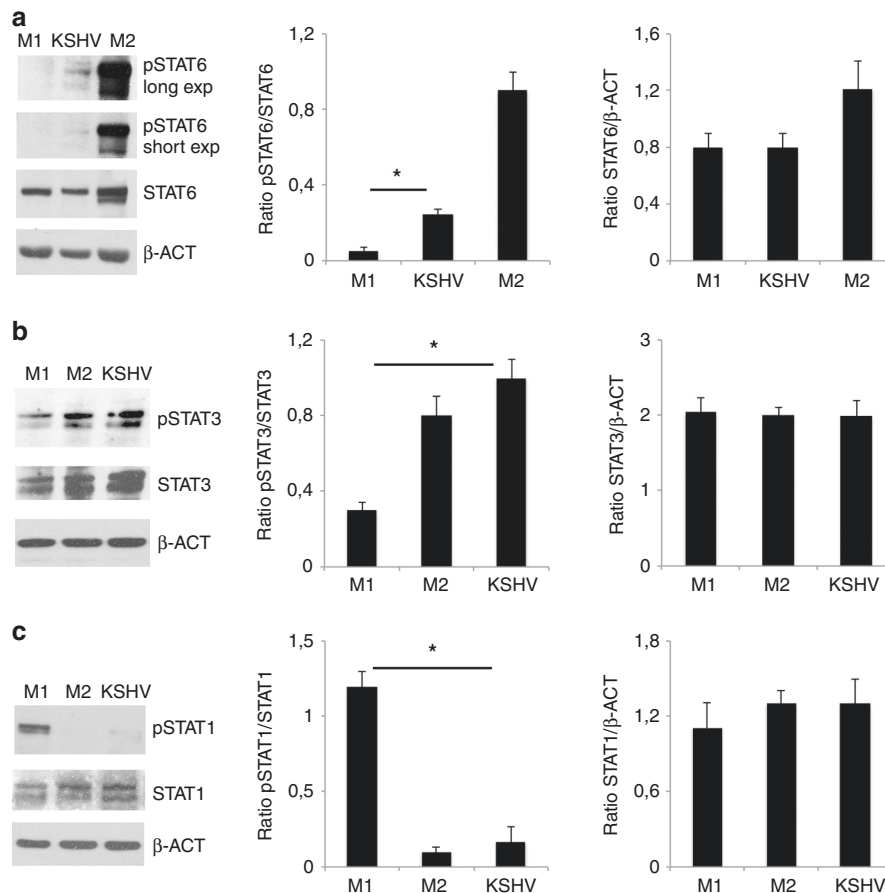 a
M1 KSHV M2
pSTAT6
long exp
pSTAT6
short exp
STAT6
β-ACT
Ratio pSTAT6/STAT6
1,2
0,8
0,4
0
*
M1 KSHV M2
Ratio STAT6/β-ACT
1,6
1,2
0,8
0,4
0
M1 KSHV M2
b
M1 M2 KSHV
pSTAT3
STAT3
β-ACT
Ratio pSTAT3/STAT3
1,2
0,8
0,4
0
*
M1 M2 KSHV
Ratio STAT3/β-ACT
3
2
1
0
M1 M2 KSHV
c
M1 M2 KSHV
pSTAT1
STAT1
β-ACT
Ratio pSTAT1/STAT1
1,5
1
0,5
0
*
M1 M2 KSHV
Ratio STAT1/β-ACT
1,8
1,2
0,6
0
M1 M2 KSHV